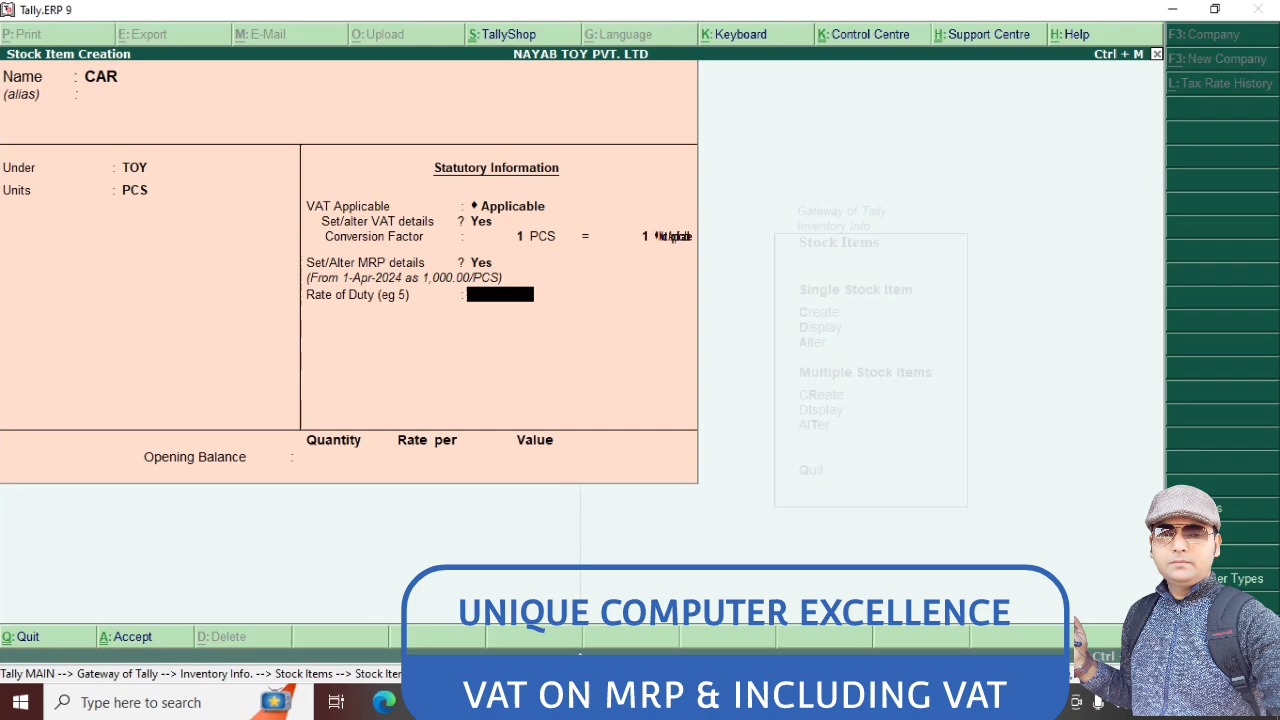 Tally.ERP 9
P: Print E: Export M: E-Mail O: Upload S: TallyShop G: Language K: Keyboard K: Control Centre H: Support Centre H: Help F3: Company
Stock Item Creation NAYAB TOY PVT. LTD Ctrl + M
F3: New Company
L: Tax Rate History
Name : CAR
(alias) :
Under : TOY
Units : PCS
Statutory Information
VAT Applicable : ♦ Applicable
Set/alter VAT details ? Yes
Conversion Factor : 1 PCS = 1
Set/Alter MRP details ? Yes
(From 1-Apr-2024 as 1,000.00/PCS)
Rate of Duty (eg 5) :
Quantity Rate per Value
Opening Balance :
Gateway of Tally
Inventory Info
Stock Items
Single Stock Item
Create
Display
Alter
Multiple Stock Items
CReate
DIsplay
AlTer
Quit
er Types
Q: Quit A: Accept D: Delete
Ctrl +
Tally MAIN --> Gateway of Tally --> Inventory Info. --> Stock Items --> Stock Iten
Type here to search
UNIQUE COMPUTER EXCELLENCE
VAT ON MRP & INCLUDING VAT